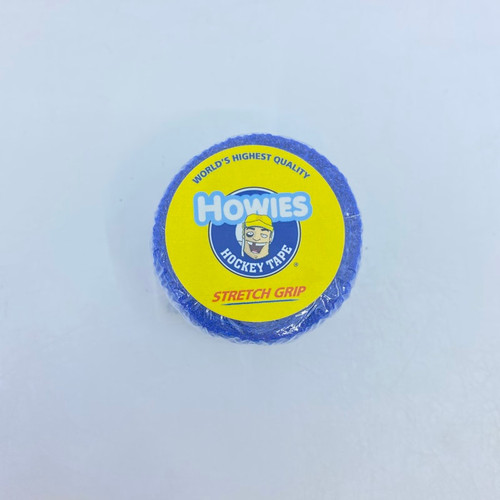 WORLD'S HIGHEST QUALITY
HOWIES
HOCKEY TAPE
®
STRETCH GRIP